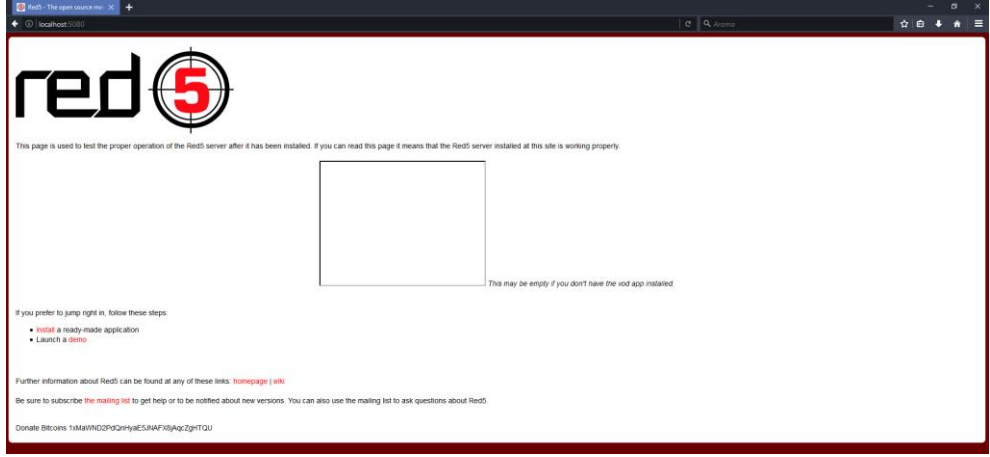 Red5 - The open source me
localhost:5080
Arama
red5
This page is used to test the proper operation of the Red5 server after it has been installed. If you can read this page it means that the Red5 server installed at this site is working properly.
This may be empty if you don't have the vod app installed.
If you prefer to jump right in, follow these steps:
Install a ready-made application
Launch a demo
Further information about Red5 can be found at any of these links: homepage | wiki
Be sure to subscribe the mailing list to get help or to be notified about new versions. You can also use the mailing list to ask questions about Red5.
Donate Bitcoins